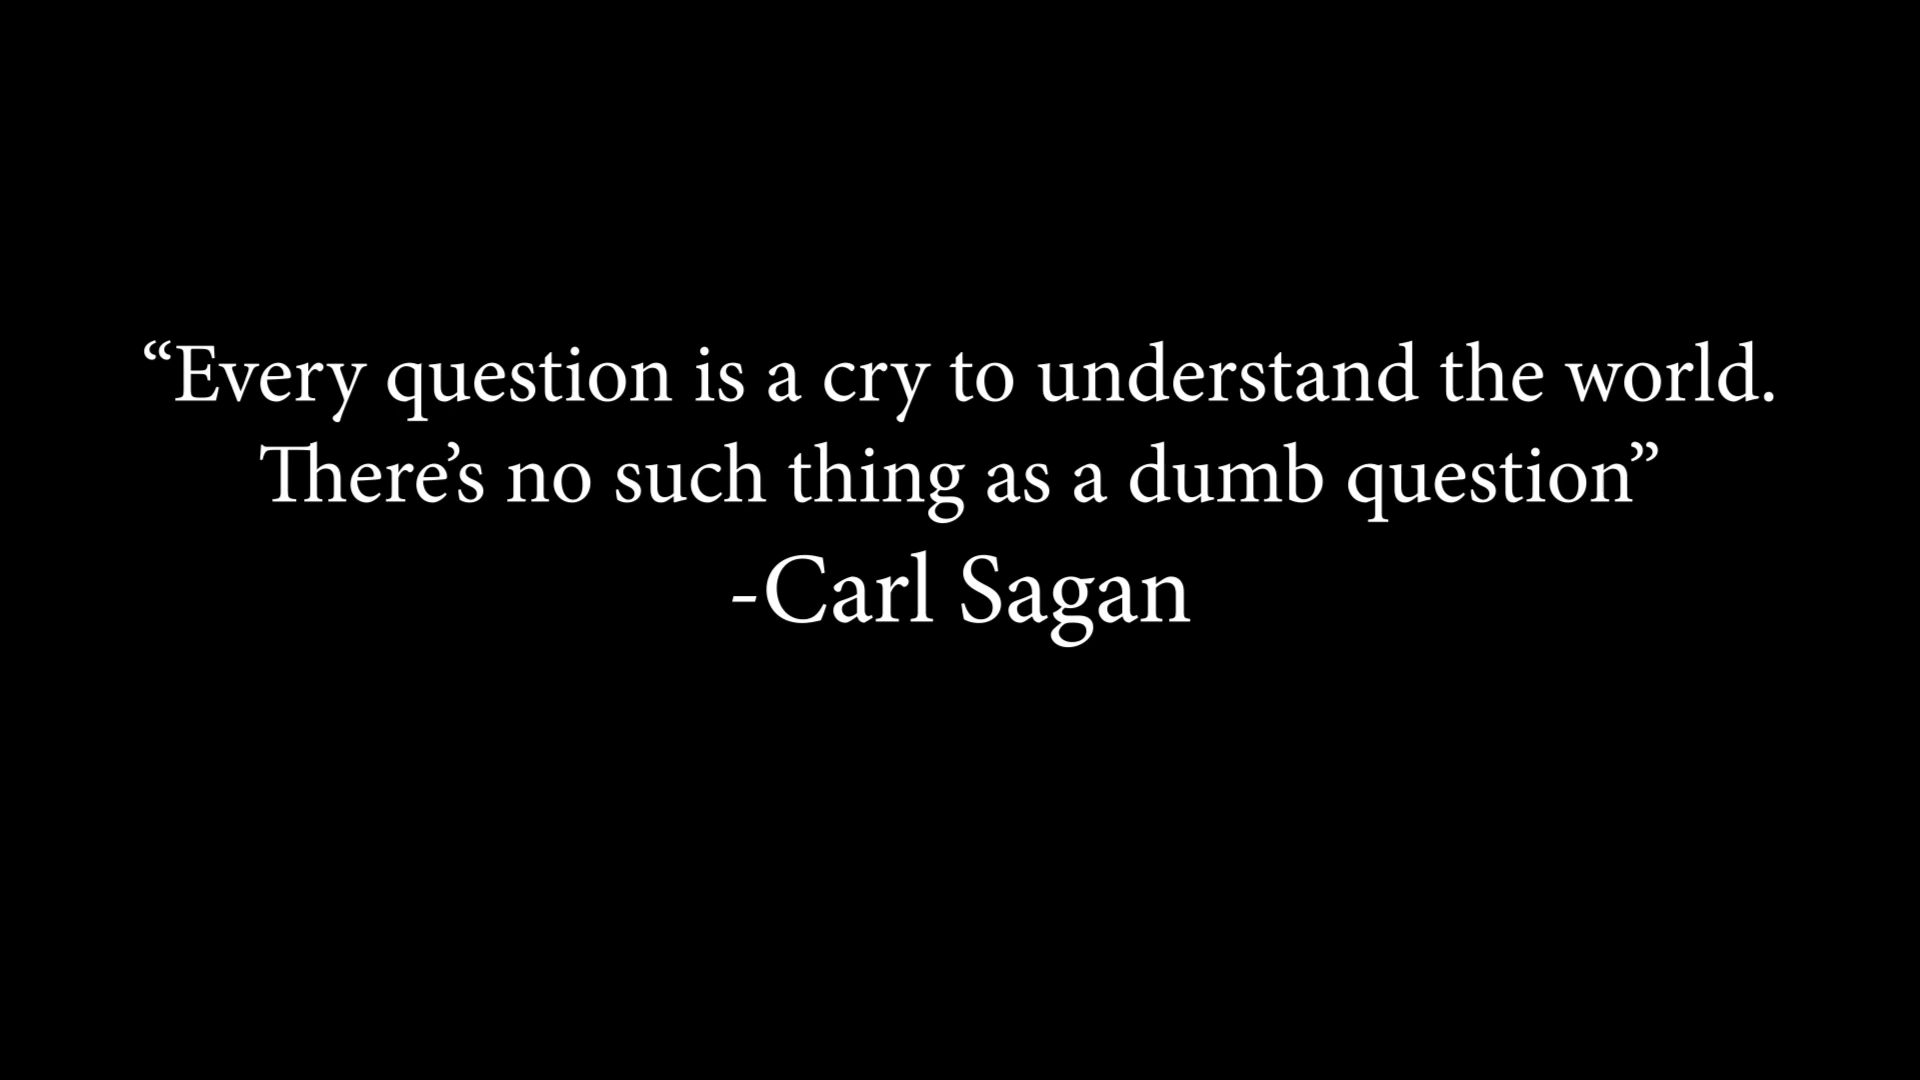 “Every question is a cry to understand the world.
There’s no such thing as a dumb question”
-Carl Sagan